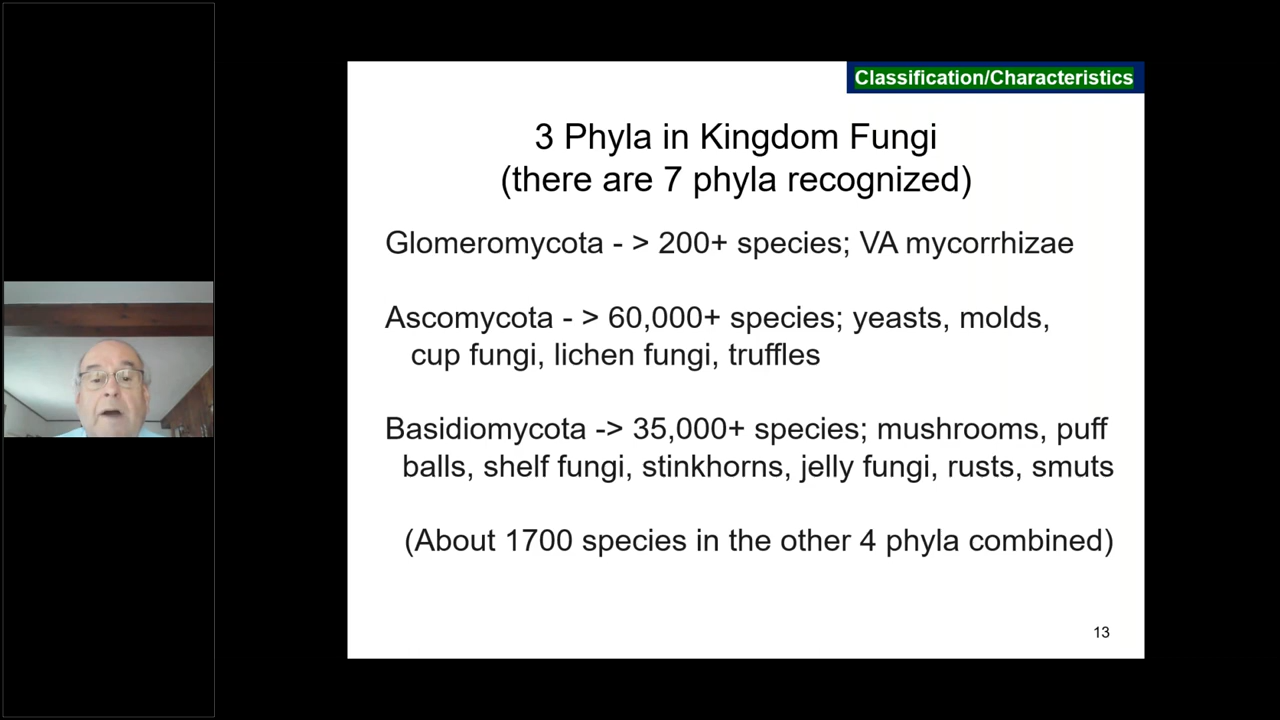 Classification/Characteristics
3 Phyla in Kingdom Fungi
(there are 7 phyla recognized)
Glomeromycota - > 200+ species; VA mycorrhizae
Ascomycota - > 60,000+ species; yeasts, molds,
cup fungi, lichen fungi, truffles
Basidiomycota -> 35,000+ species; mushrooms, puff
balls, shelf fungi, stinkhorns, jelly fungi, rusts, smuts
(About 1700 species in the other 4 phyla combined)
13